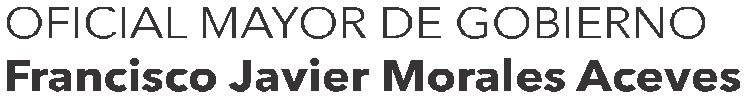 OFICIAL MAYOR DE GOBIERNO
Francisco Javier Morales Aceves